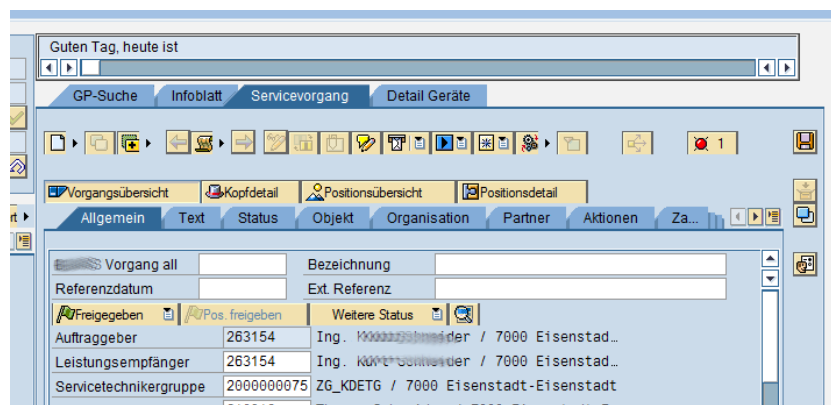 Guten Tag, heute ist
GP-Suche Infoblatt Servicevorgang Detail Geräte
1
Vorgangsübersicht Kopfdetail Positionsübersicht Positionsdetail
rt Allgemein Text Status Objekt Organisation Partner Aktionen Za...
Vorgang all Bezeichnung
Referenzdatum Ext. Referenz
Freigegeben Pos. freigeben Weitere Status
Auftraggeber 263154 Ing. / 7000 Eisenstad…
Leistungsempfänger 263154 Ing. / 7000 Eisenstad…
Servicetechnikergruppe 2000000075 ZG_KDETG / 7000 Eisenstadt-Eisenstadt